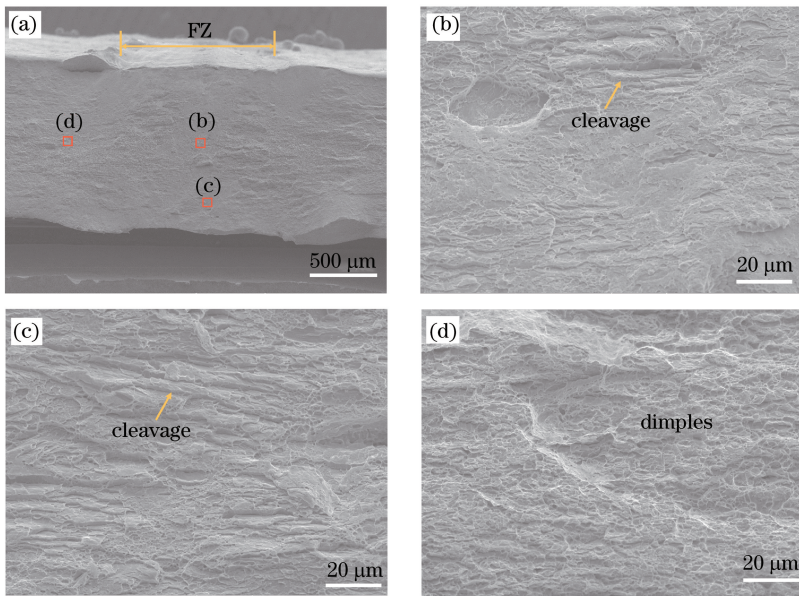 (a)
FZ
(d)
(b)
(c)
500 μm
(b)
cleavage
20 μm
(c)
cleavage
20 μm
(d)
dimples
20 μm